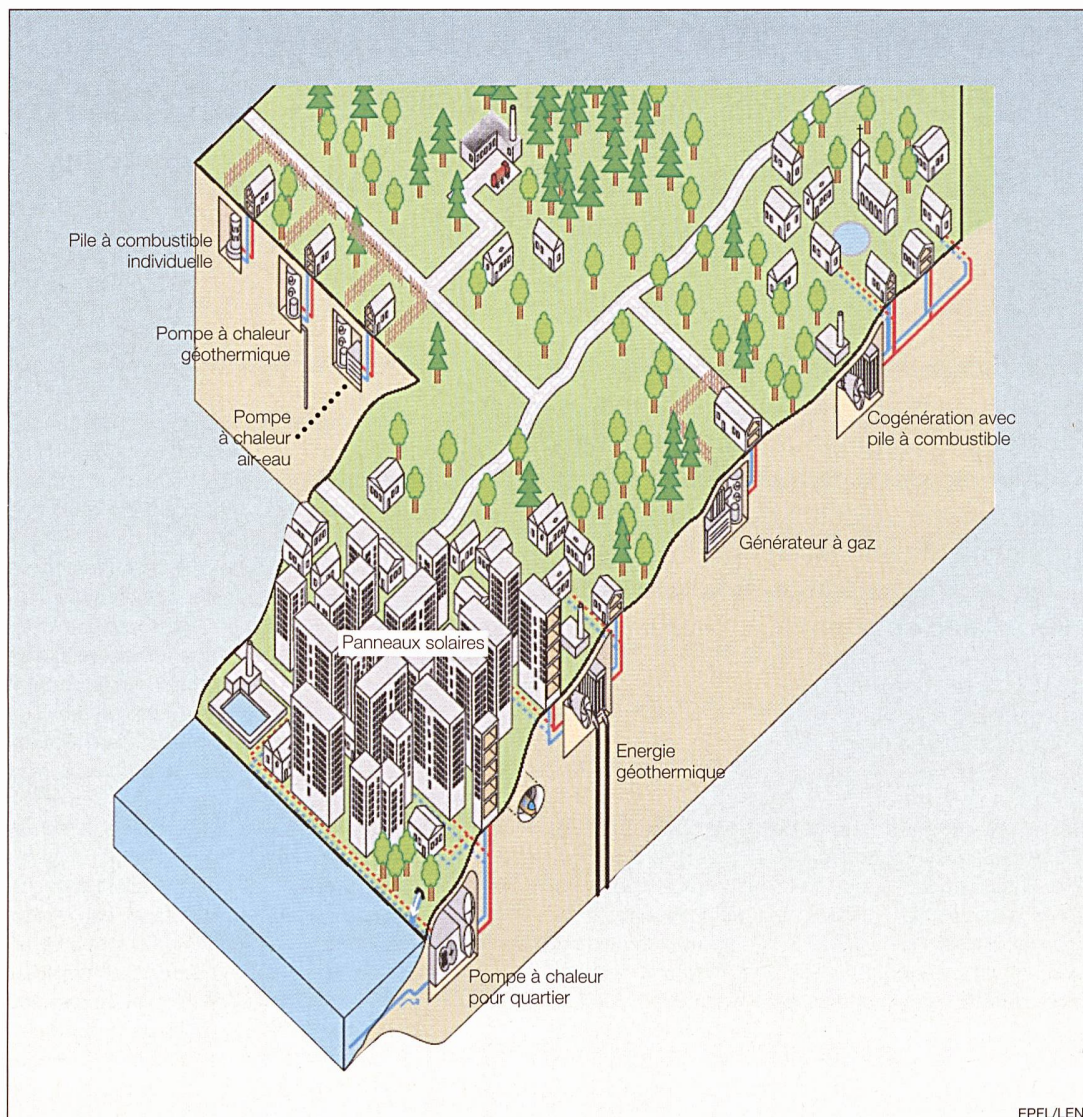 Pile à combustible
individuelle
Pompe à chaleur
géothermique
Pompe
à chaleur
air-eau
Cogénération avec
pile à combustible
Générateur à gaz
Panneaux solaires
Energie
géothermique
Pompe à chaleur
pour quartier
EPFL/LEN